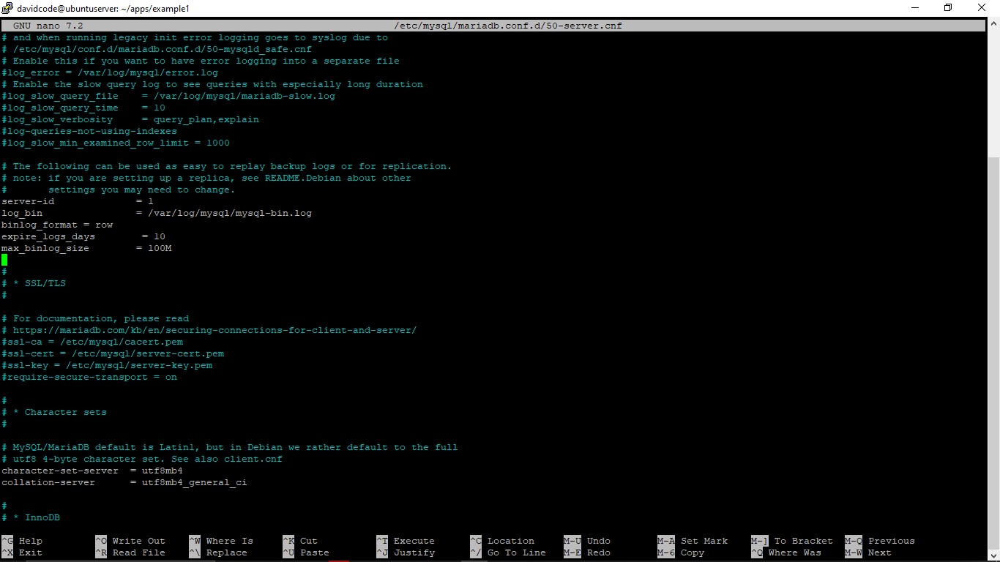 davidcode@ubuntuserver: ~/apps/example1
GNU nano 7.2 /etc/mysql/mariadb.conf.d/50-server.cnf
# and when running legacy init error logging goes to syslog due to
# /etc/mysql/conf.d/mariadb.conf.d/50-mysqld_safe.cnf
# Enable this if you want to have error logging into a separate file
#log_error = /var/log/mysql/error.log
# Enable the slow query log to see queries with especially long duration
#log_slow_query_file    = /var/log/mysql/mariadb-slow.log
#log_slow_query_time    = 10
#log_slow_verbosity     = query_plan,explain
#log-queries-not-using-indexes
#log_slow_min_examined_row_limit = 1000
# The following can be used as easy to replay backup logs or for replication.
# note: if you are setting up a replica, see README.Debian about other
#       settings you may need to change.
server-id              = 1
log_bin                = /var/log/mysql/mysql-bin.log
binlog_format = row
expire_logs_days        = 10
max_binlog_size        = 100M
#
# * SSL/TLS
#
# For documentation, please read
# https://mariadb.com/kb/en/securing-connections-for-client-and-server/
#ssl-ca = /etc/mysql/cacert.pem
#ssl-cert = /etc/mysql/server-cert.pem
#ssl-key = /etc/mysql/server-key.pem
#require-secure-transport = on
#
# * Character sets
#
# MySQL/MariaDB default is Latin1, but in Debian we rather default to the full
# utf8 4-byte character set. See also client.cnf
character-set-server  = utf8mb4
collation-server      = utf8mb4_general_ci
#
# * InnoDB
^G Help ^O Write Out ^W Where Is ^K Cut ^T Execute ^C Location M-U Undo M-A Set Mark M-] To Bracket M-Q Previous
^X Exit ^R Read File ^\ Replace ^U Paste ^J Justify ^/ Go To Line M-E Redo M-6 Copy ^Q Where Was M-W Next